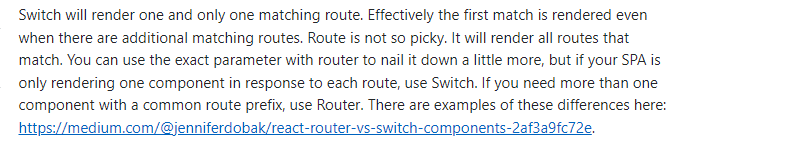 Switch will render one and only one matching route. Effectively the first match is rendered even
when there are additional matching routes. Route is not so picky. It will render all routes that
match. You can use the exact parameter with router to nail it down a little more, but if your SPA is
only rendering one component in response to each route, use Switch. If you need more than one
component with a common route prefix, use Router. There are examples of these differences here:
https://medium.com/@jenniferdobak/react-router-vs-switch-components-2af3a9fc72e.